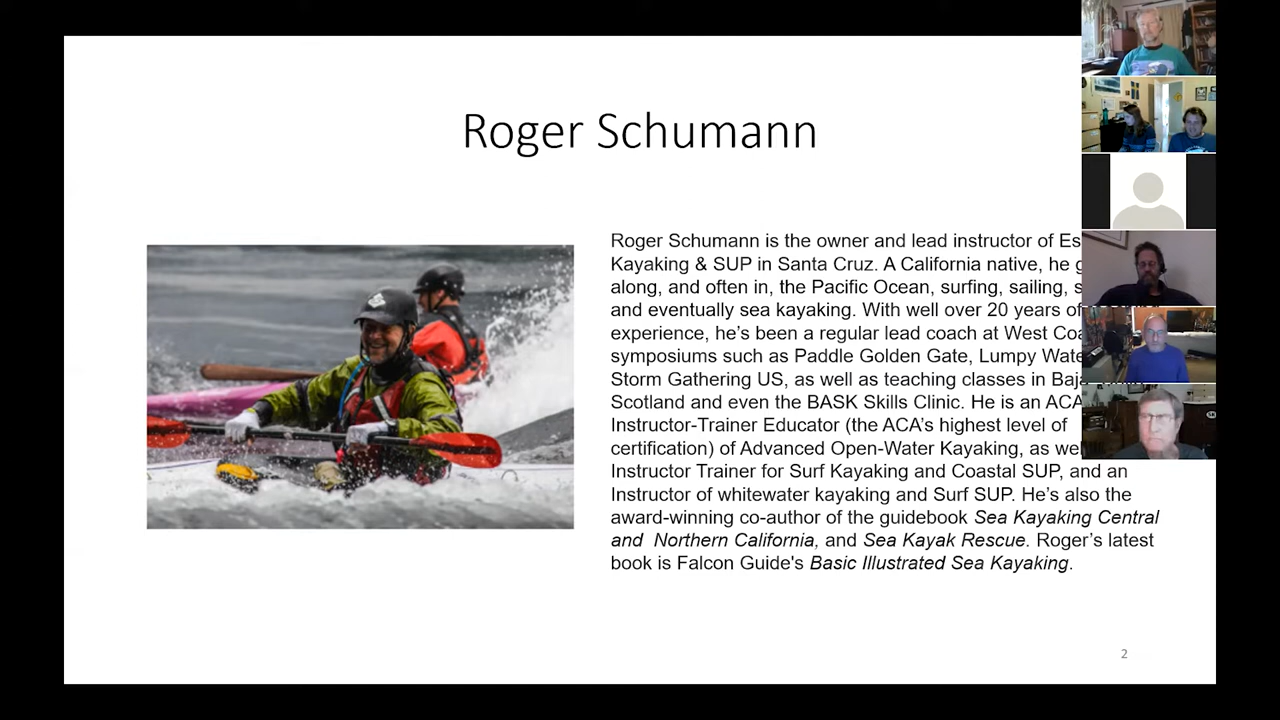 Roger Schumann
Roger Schumann is the owner and lead instructor of
Kayaking & SUP in Santa Cruz. A California native, he
along, and often in, the Pacific Ocean, surfing, sailing,
and eventually sea kayaking. With well over 20 years of
experience, he's been a regular lead coach at West
symposiums such as Paddle Golden Gate, Lumpy
Storm Gathering US, as well as teaching classes in
Scotland and even the BASK Skills Clinic. He is an ACA
Instructor-Trainer Educator (the ACA's highest level of
certification) of Advanced Open-Water Kayaking, as
Instructor Trainer for Surf Kayaking and Coastal SUP, and an
Instructor of whitewater kayaking and Surf SUP. He's also the
award-winning co-author of the guidebook Sea Kayaking Central
and Northern California, and Sea Kayak Rescue. Roger's latest
book is Falcon Guide's Basic Illustrated Sea Kayaking.
2